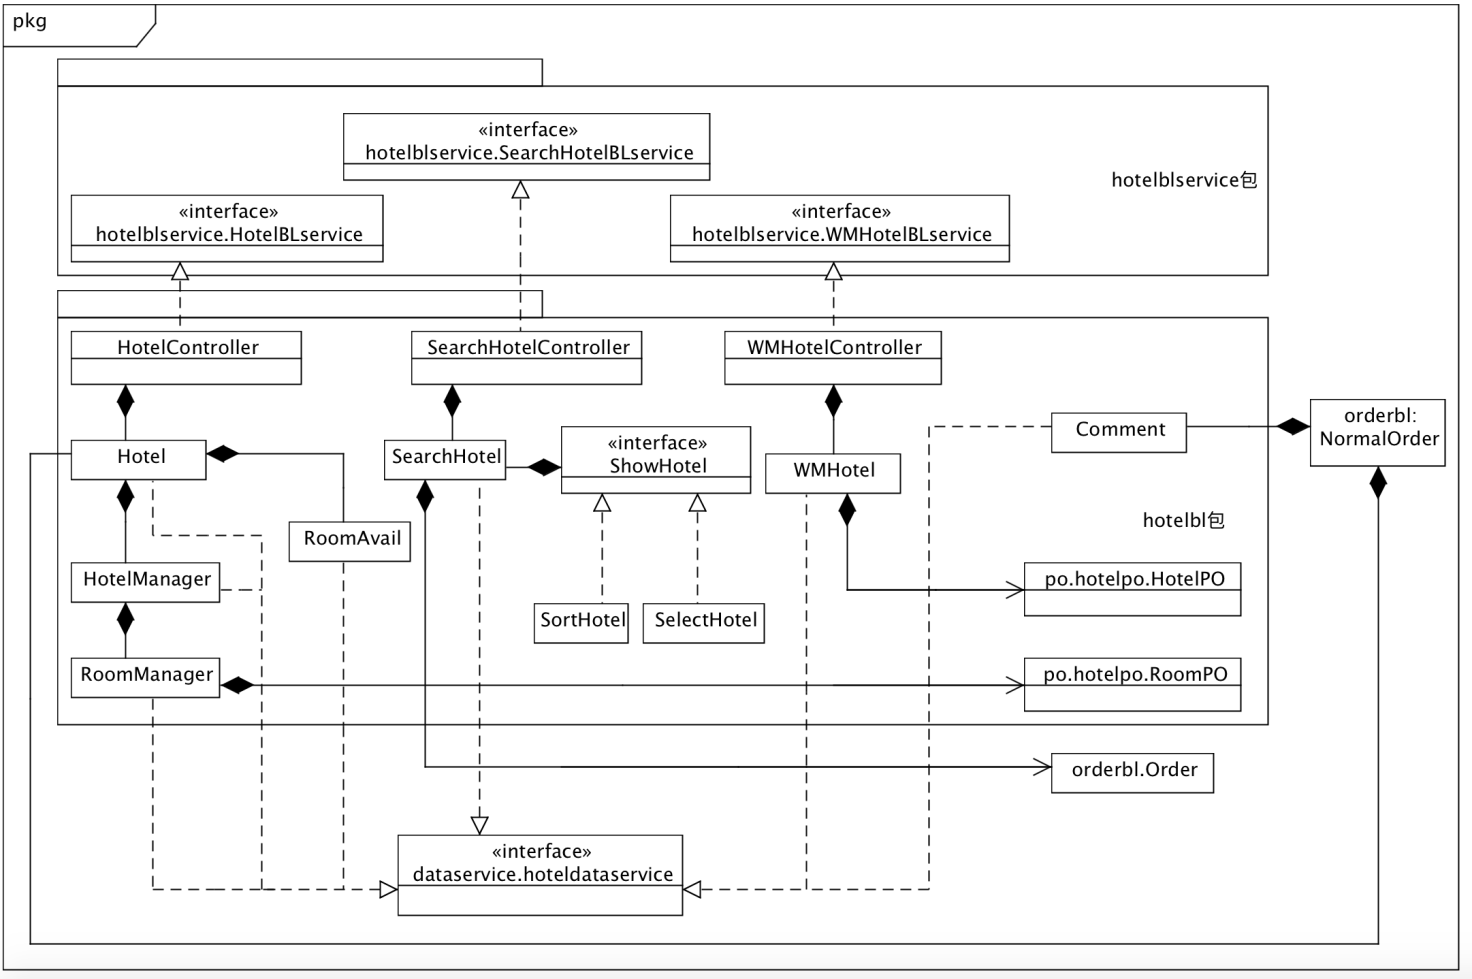 pkg
«interface»
hotelblservice.SearchHotelBLservice
hotelblservice包
«interface»
hotelblservice.HotelBLservice
«interface»
hotelblservice.WMHotelBLservice
HotelController
SearchHotelController
WMHotelController
orderbl:
NormalOrder
Comment
Hotel
SearchHotel
«interface»
ShowHotel
WMHotel
hotelbl包
RoomAvail
HotelManager
po.hotelpo.HotelPO
SortHotel
SelectHotel
RoomManager
po.hotelpo.RoomPO
orderbl.Order
«interface»
dataservice.hoteldataservice